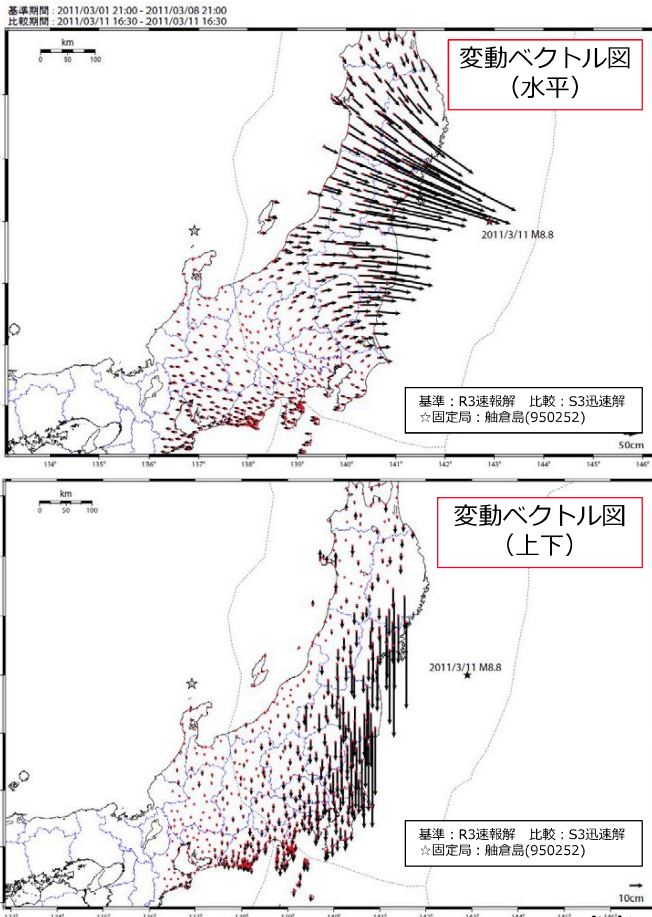 基準期間 : 2011/03/01 21:00 - 2011/03/08 21:00
比較期間 : 2011/03/11 16:30 - 2011/03/11 16:30
km
0 50 100
変動ベクトル図
（水平）
2011/3/11 M8.8
基準：R3速報解 比較：S3迅速解
☆固定局：舳倉島(950252)
50cm
134° 135° 136° 137° 138° 139° 140° 141° 142° 143° 144° 145° 146°
km
0 50 100
変動ベクトル図
（上下）
2011/3/11 M8.8
基準：R3速報解 比較：S3迅速解
☆固定局：舳倉島(950252)
10cm